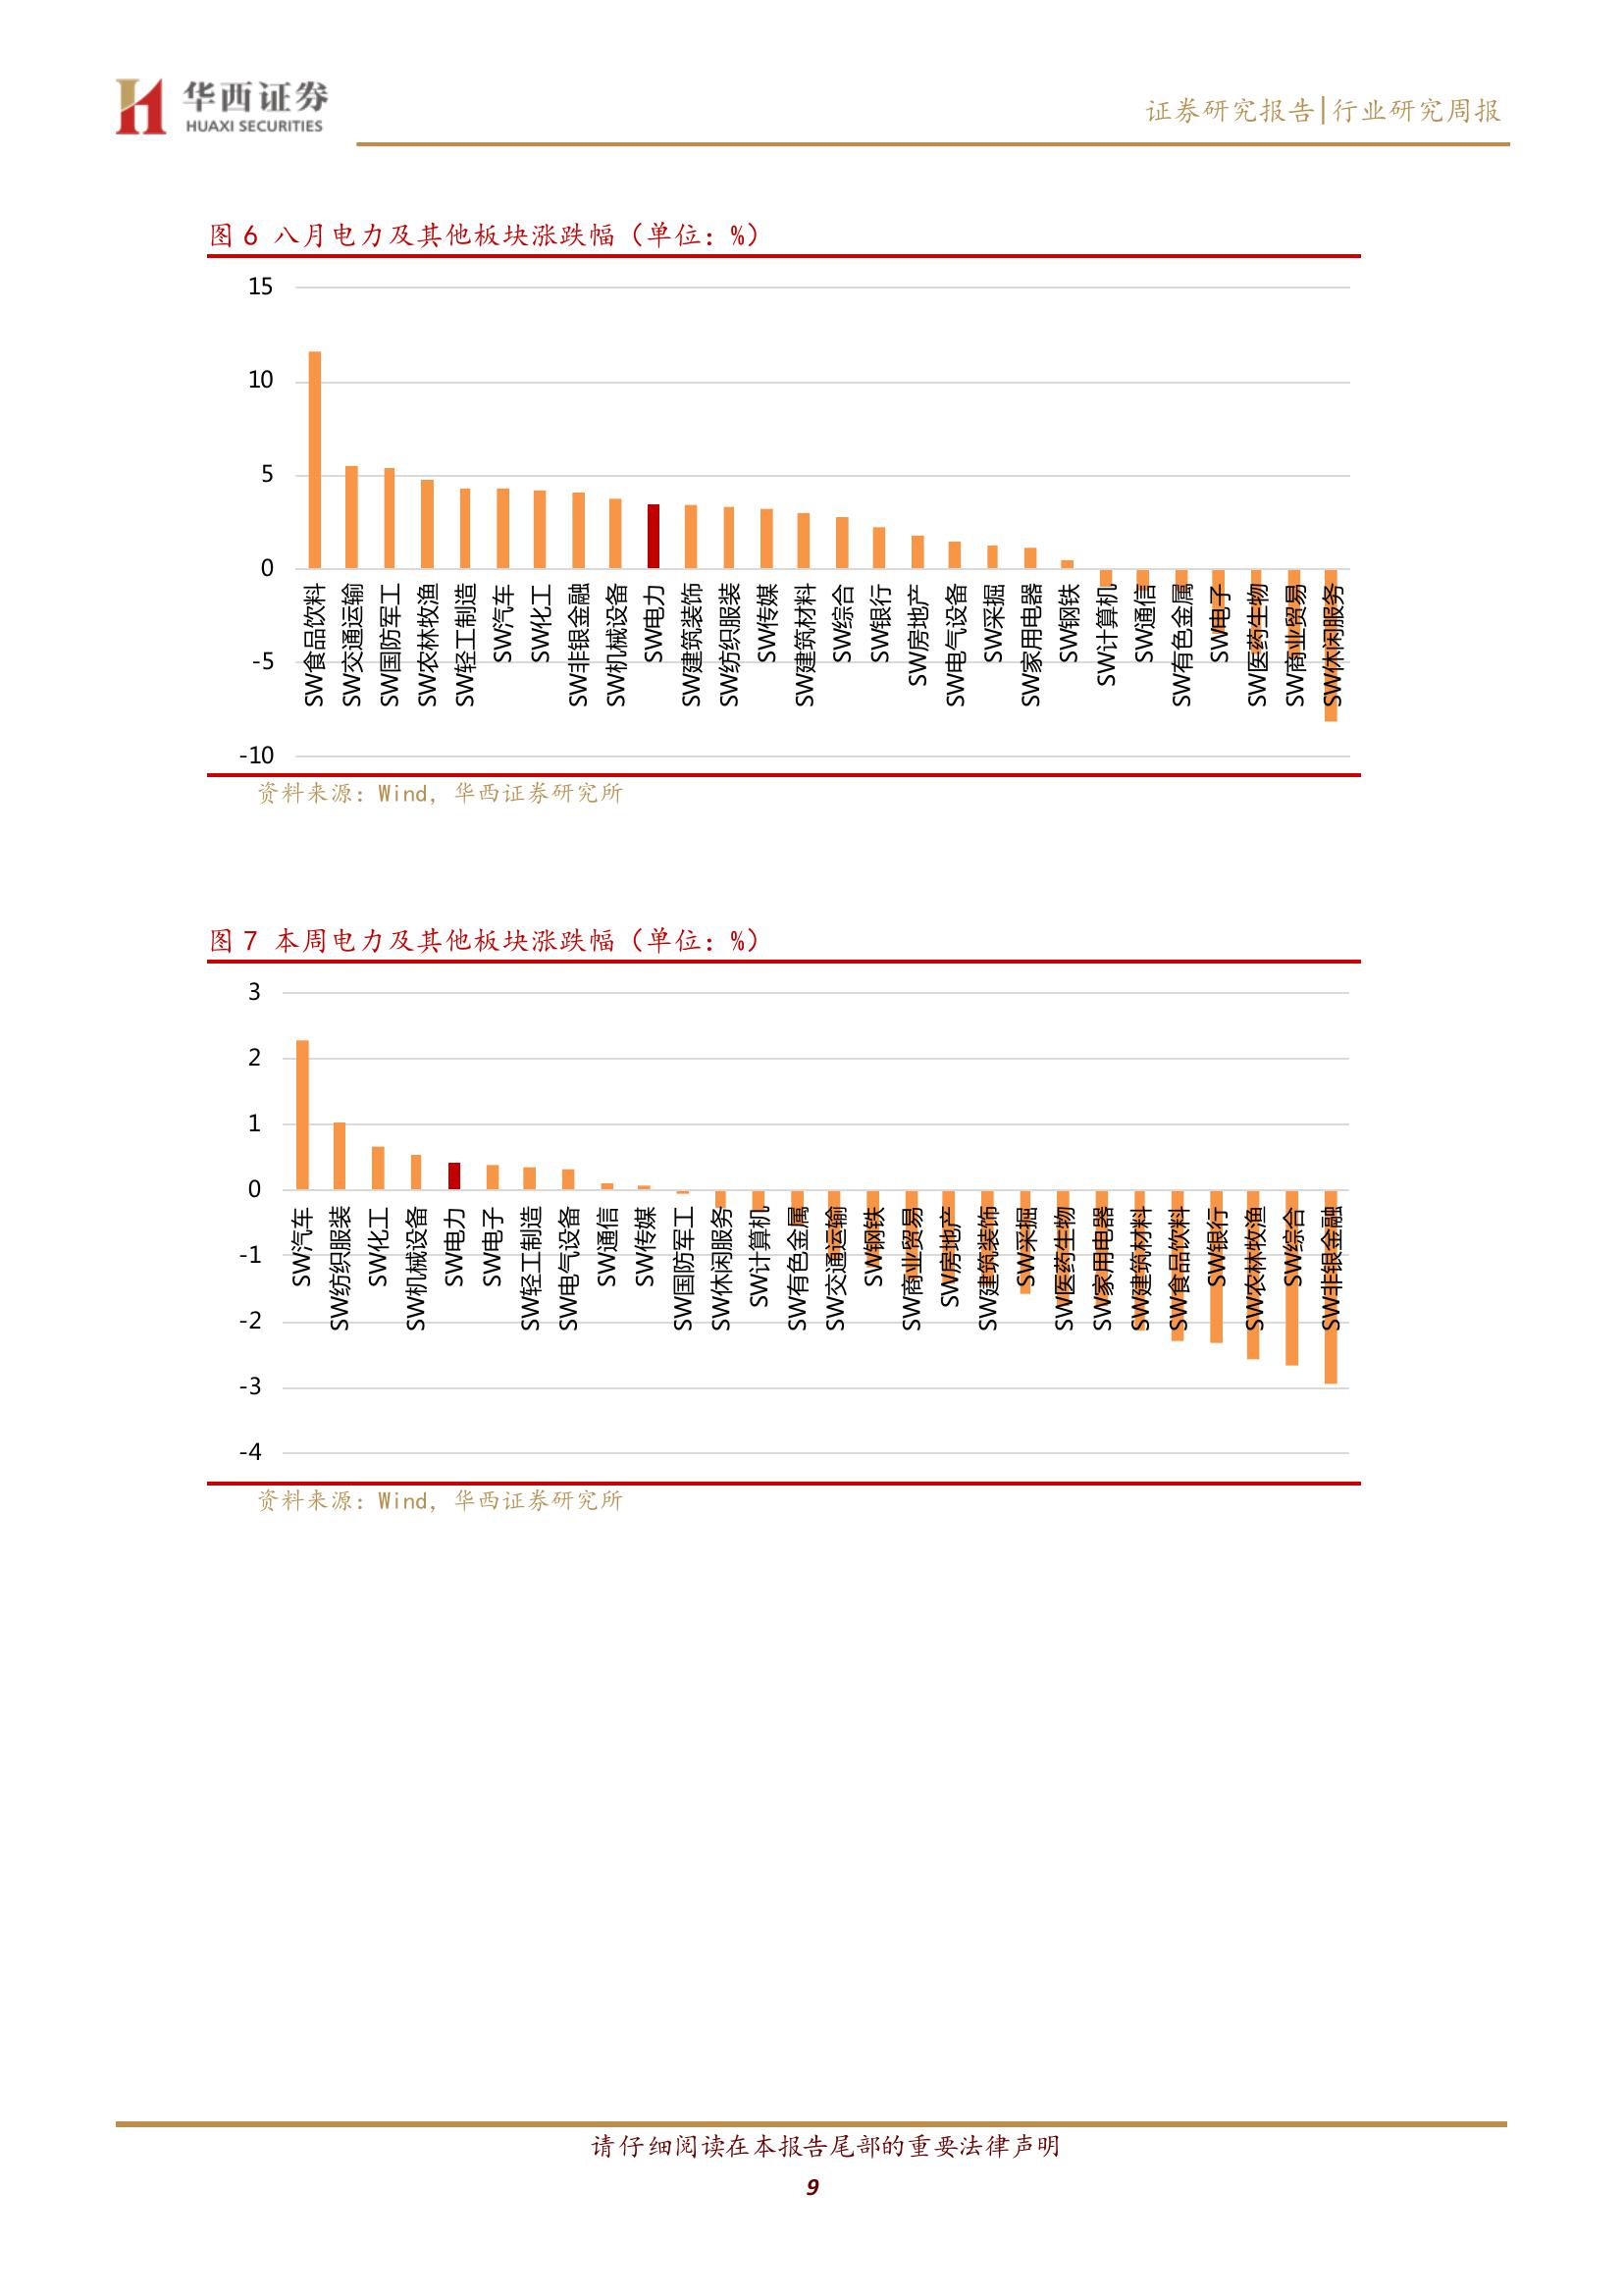 华西证券
HUAXI SECURITIES
证券研究报告|行业研究周报
图 6 八月电力及其他板块涨跌幅（单位：%）
15
10
5
0
-5
-10
SW食品饮料
SW交通运输
SW国防军工
SW农林牧渔
SW轻工制造
SW汽车
SW化工
SW非银金融
SW机械设备
SW电力
SW建筑装饰
SW纺织服装
SW传媒
SW建筑材料
SW综合
SW银行
SW房地产
SW电气设备
SW采掘
SW家用电器
SW钢铁
SW计算机
SW通信
SW有色金属
SW电子
SW医药生物
SW商业贸易
SW休闲服务
资料来源：Wind，华西证券研究所
图 7 本周电力及其他板块涨跌幅（单位：%）
3
2
1
0
-1
-2
-3
-4
SW汽车
SW纺织服装
SW化工
SW机械设备
SW电力
SW电子
SW轻工制造
SW电气设备
SW通信
SW传媒
SW国防军工
SW休闲服务
SW计算机
SW有色金属
SW交通运输
SW钢铁
SW商业贸易
SW房地产
SW建筑装饰
SW采掘
SW医药生物
SW家用电器
SW建筑材料
SW食品饮料
SW银行
SW农林牧渔
SW综合
SW非银金融
资料来源：Wind，华西证券研究所
请仔细阅读在本报告尾部的重要法律声明
9